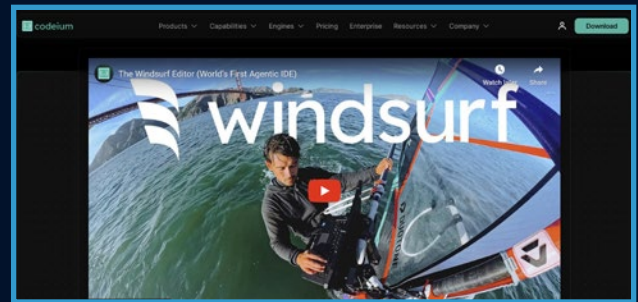 codeium
Products Capabilities Engines Pricing Enterprise Resources Company Download
The Windsurf Editor (World's First Agentic IDE)
Watch later Share
windsurf